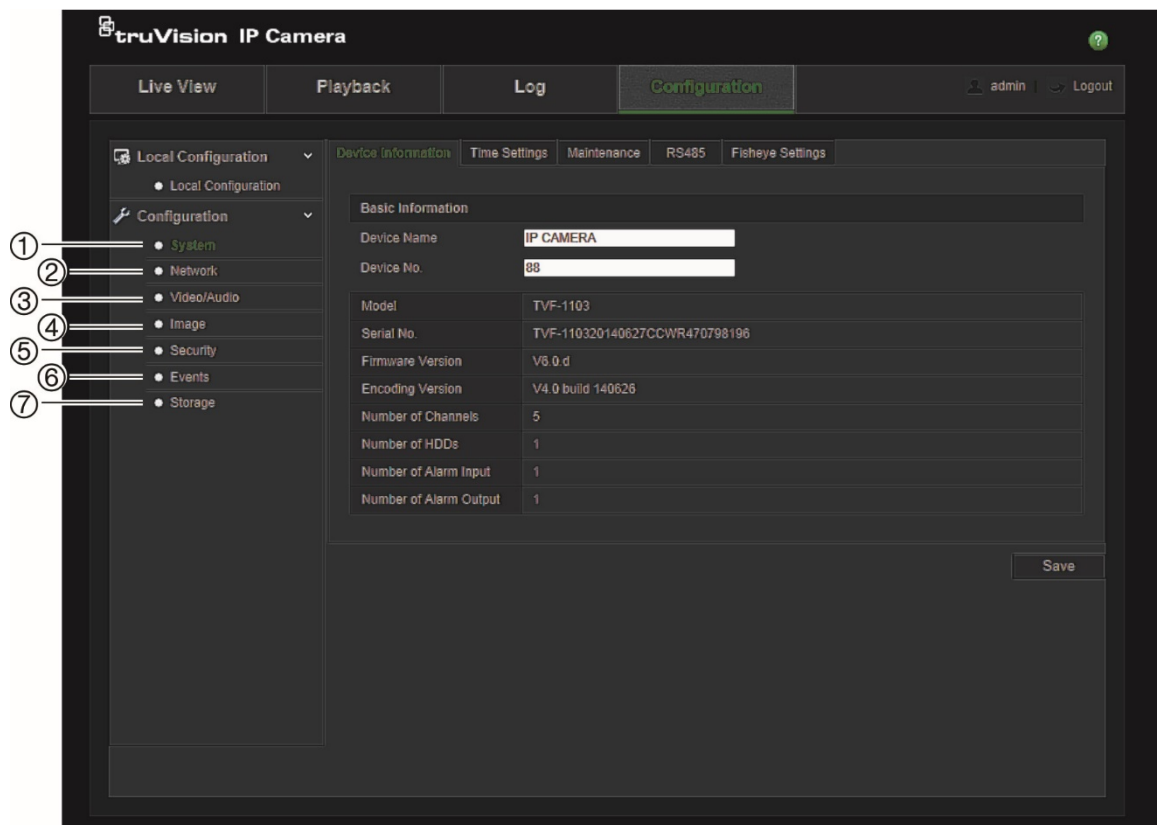 truVision IP Camera
?
Live View Playback Log Configuration admin Logout
Local Configuration
Local Configuration
Configuration
① System
② Network
③ Video/Audio
④ Image
⑤ Security
⑥ Events
⑦ Storage
Device Information Time Settings Maintenance RS485 Fisheye Settings
Basic Information
Device Name IP CAMERA
Device No. 88
Model TVF-1103
Serial No. TVF-110320140627CCWR470798196
Firmware Version V6.0.d
Encoding Version V4.0 build 140626
Number of Channels 5
Number of HDDs 1
Number of Alarm Input 1
Number of Alarm Output 1
Save